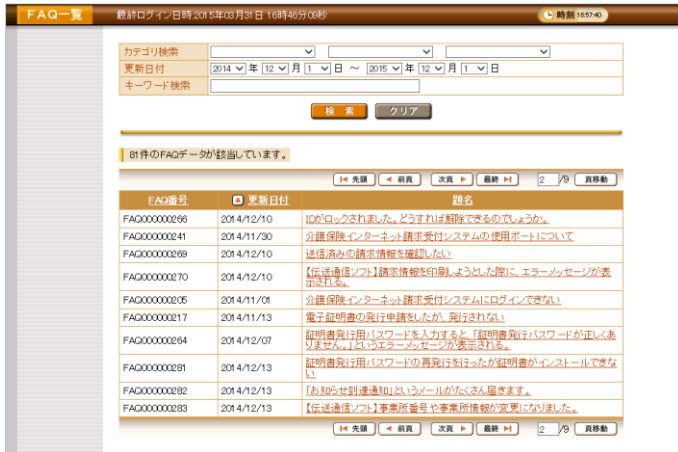 FAQ一覧 最終ログイン日時 2015年03月31日 16時46分09秒 時刻 16:57:40
カテゴリ検索
更新日付 2014 年 12 月 1 日 ～ 2015 年 12 月 1 日
キーワード検索
検 索 クリア
81件のFAQデータが該当しています。
先頭 前頁 次頁 最終 2 /9 頁移動
FAQ番号 更新日付 題名
FAQ000000266 2014/12/10 IDがロックされました。どうすれば解除できるのでしょうか。
FAQ000000241 2014/11/30 介護保険インターネット請求受付システムの使用ポートについて
FAQ000000269 2014/12/10 送信済みの請求情報を確認したい
FAQ000000270 2014/12/10 【伝送通信ソフト】請求情報を印刷しようとした際に、エラーメッセージが表
示される。
FAQ000000205 2014/11/01 介護保険インターネット請求受付システムにログインできない
FAQ000000217 2014/11/13 電子証明書の発行申請をしたが、発行されない
FAQ000000264 2014/12/07 証明書発行用パスワードを入力すると、「証明書発行パスワードが正しくあ
りません。」というエラーメッセージが表示される。
FAQ000000281 2014/12/13 証明書発行用パスワードの再発行を行ったが証明書がインストールできな
い
FAQ000000282 2014/12/13 「お知らせ到達通知」というメールがたくさん届きます。
FAQ000000283 2014/12/13 【伝送通信ソフト】事業所番号や事業所情報が変更になりました。
先頭 前頁 次頁 最終 2 /9 頁移動